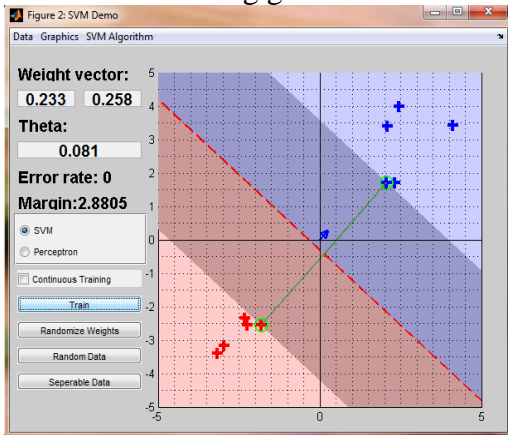 Figure 2: SVM Demo
Data Graphics SVM Algorithm
Weight vector:
0.233 0.258
Theta:
0.081
Error rate: 0
Margin:2.8805
SVM
Perceptron
Continuous Training
Train
Randomize Weights
Random Data
Seperable Data
5
4
3
2
1
0
-1
-2
-3
-4
-5
-5 0 5